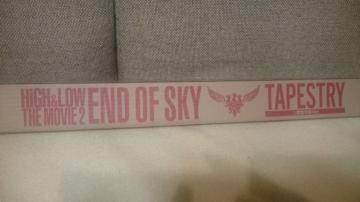 HiGH&LOW
THE MOVIE 2
END OF SKY
TAPESTRY